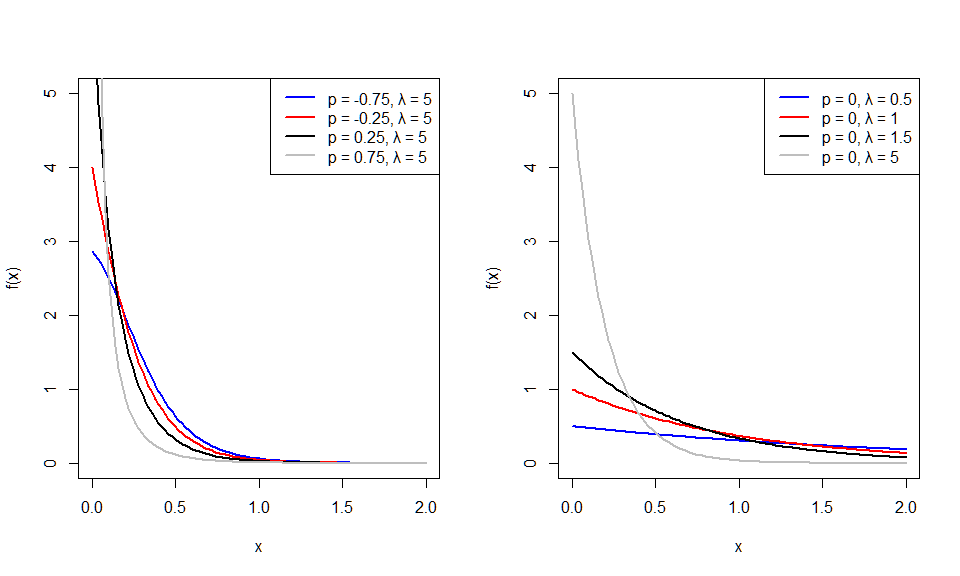 p = -0.75, λ = 5
p = -0.25, λ = 5
p = 0.25, λ = 5
p = 0.75, λ = 5
f(x)
5
4
3
2
1
0
0.0 0.5 1.0 1.5 2.0
x
p = 0, λ = 0.5
p = 0, λ = 1
p = 0, λ = 1.5
p = 0, λ = 5
f(x)
5
4
3
2
1
0
0.0 0.5 1.0 1.5 2.0
x